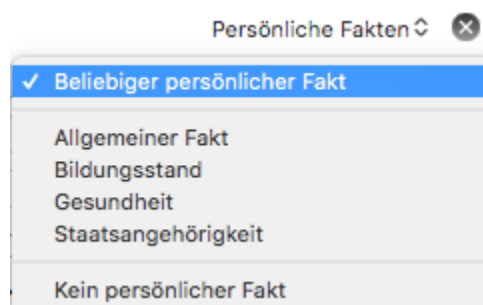 Persönliche Fakten
Beliebiger persönlicher Fakt
Allgemeiner Fakt
Bildungsstand
Gesundheit
Staatsangehörigkeit
Kein persönlicher Fakt